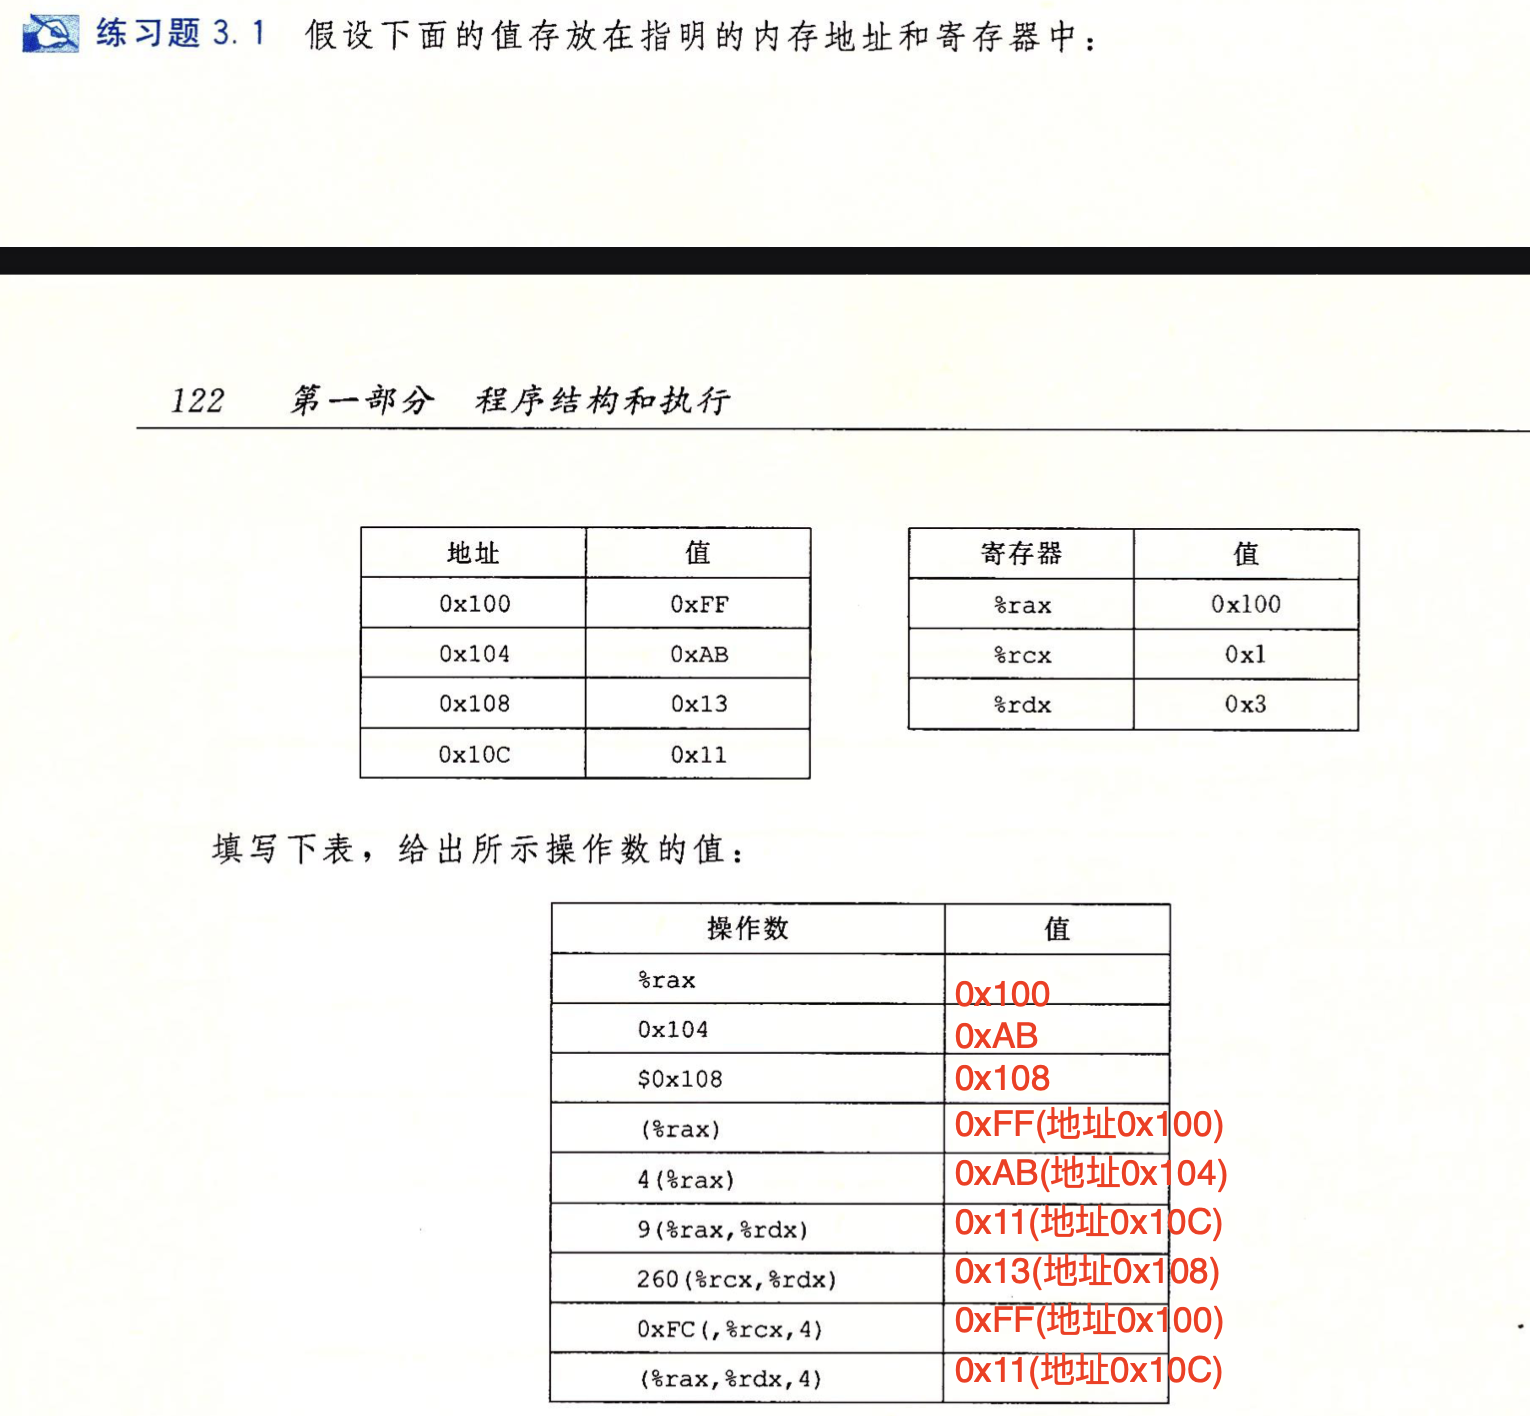 练习题 3.1 假设下面的值存放在指明的内存地址和寄存器中：
122 第一部分 程序结构和执行
地址 值
0x100 0xFF
0x104 0xAB
0x108 0x13
0x10C 0x11
寄存器 值
%rax 0x100
%rcx 0x1
%rdx 0x3
填写下表，给出所示操作数的值：
操作数 值
%rax 0x100
0x104 0xAB
$0x108 0x108
(%rax) 0xFF(地址0x100)
4(%rax) 0xAB(地址0x104)
9(%rax,%rdx) 0x11(地址0x10C)
260(%rcx,%rdx) 0x13(地址0x108)
0xFC(,%rcx,4) 0xFF(地址0x100)
(%rax,%rdx,4) 0x11(地址0x10C)